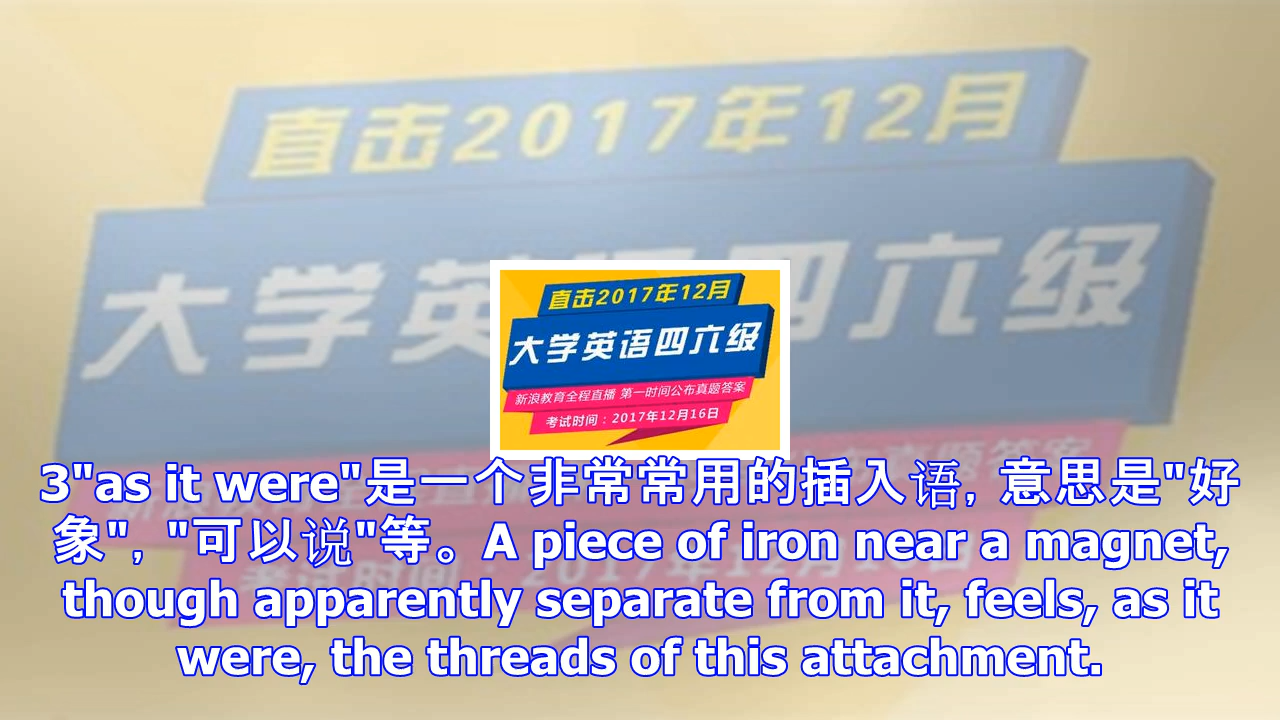 直击2017年12月
大学英语四六级
新浪教育全程直播 第一时间公布真题答案
考试时间：2017年12月16日
3"as it were"是一个非常常用的插入语，意思是"好
象"，"可以说"等。A piece of iron near a magnet,
though apparently separate from it, feels, as it
were, the threads of this attachment.